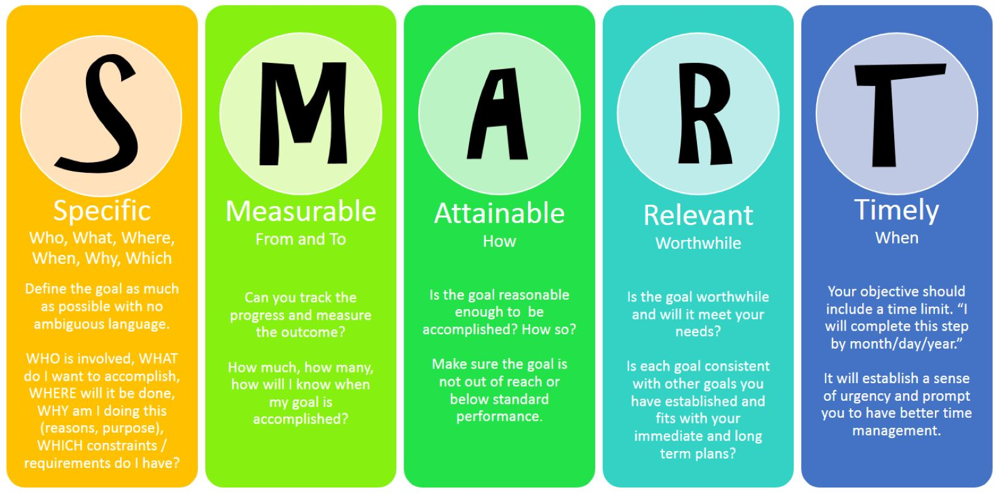 S
Specific
Who, What, Where,
When, Why, Which
Define the goal as much
as possible with no
ambiguous language.
WHO is involved, WHAT
do I want to accomplish,
WHERE will it be done,
WHY am I doing this
(reasons, purpose),
WHICH constraints /
requirements do I have?
M
Measurable
From and To
Can you track the
progress and measure
the outcome?
How much, how many,
how will I know when
my goal is
accomplished?
A
Attainable
How
Is the goal reasonable
enough to be
accomplished? How so?
Make sure the goal is
not out of reach or
below standard
performance.
R
Relevant
Worthwhile
Is the goal worthwhile
and will it meet your
needs?
Is each goal consistent
with other goals you
have established and
fits with your
immediate and long
term plans?
T
Timely
When
Your objective should
include a time limit. “I
will complete this step
by month/day/year.”
It will establish a sense
of urgency and prompt
you to have better time
management.